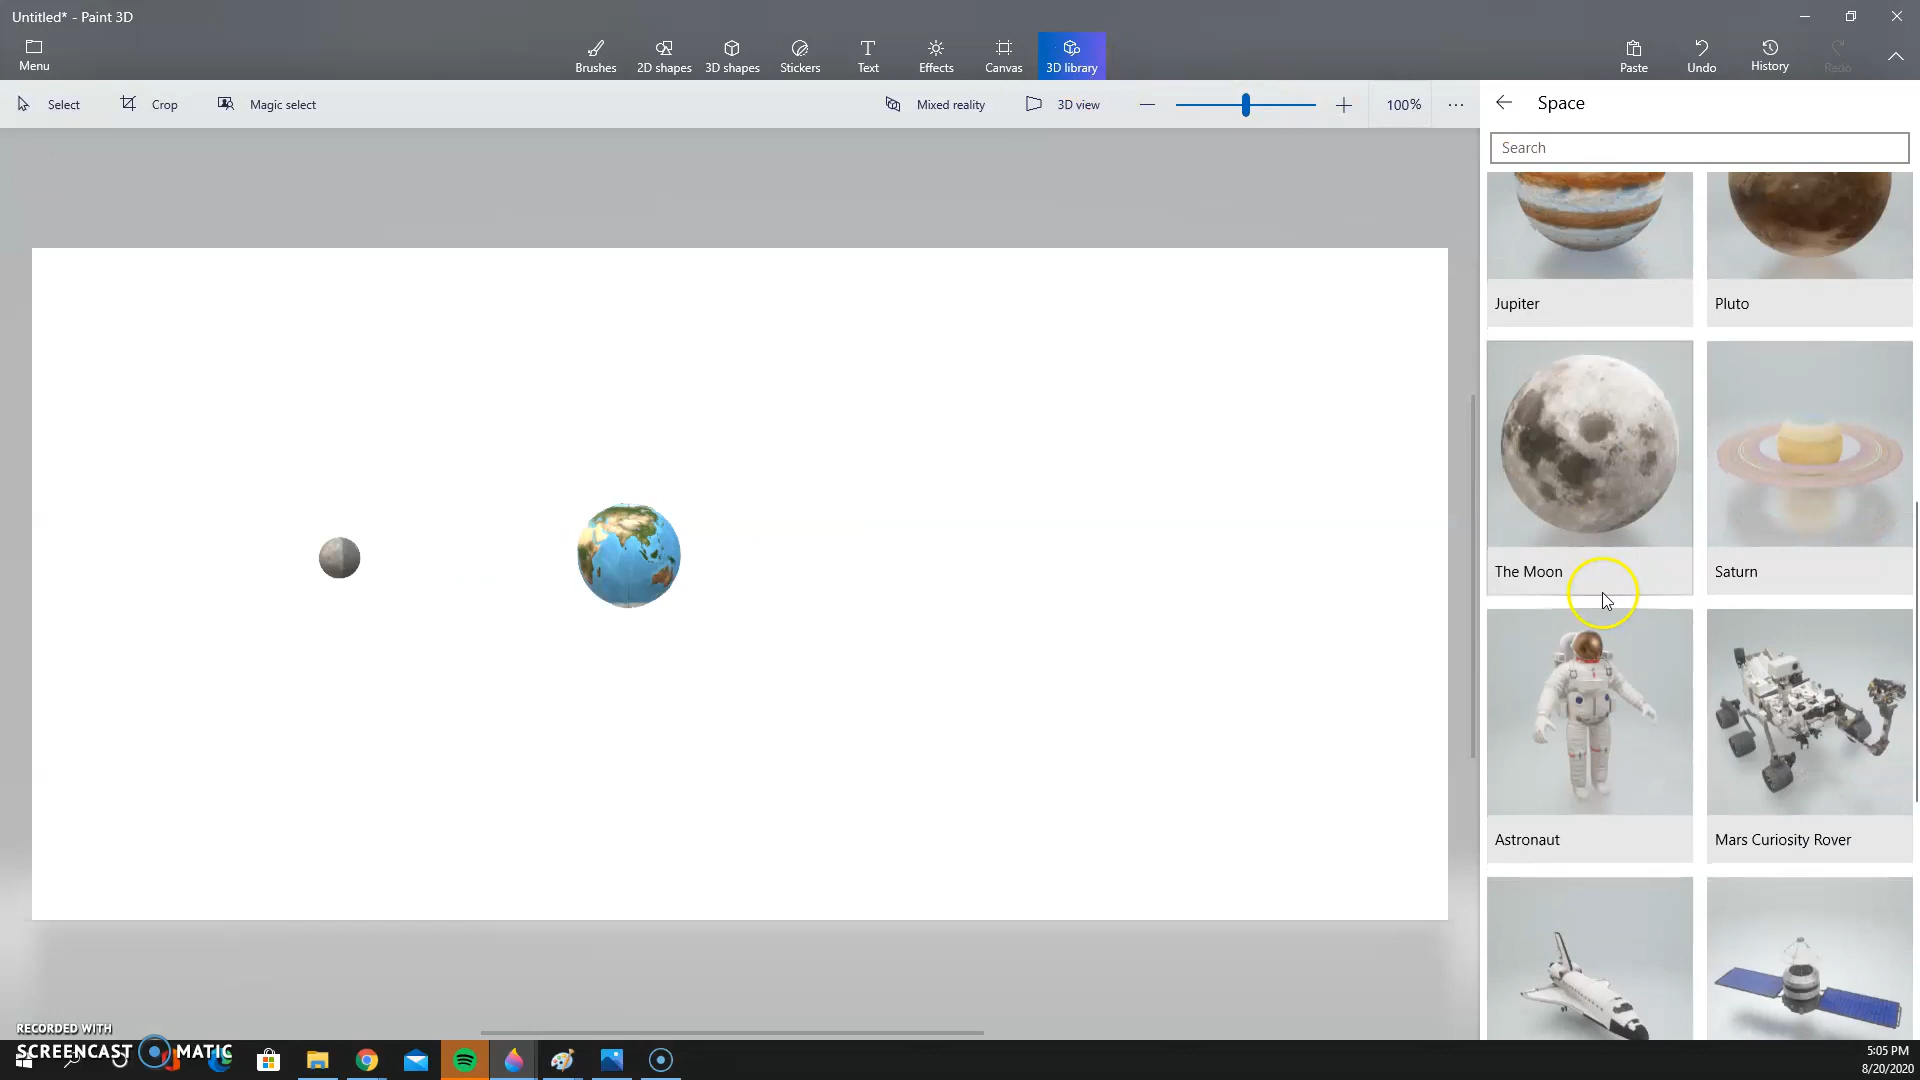 Untitled* - Paint 3D
Menu
Brushes
2D shapes
3D shapes
Stickers
Text
Effects
Canvas
3D library
Paste
Undo
History
Redo
Select
Crop
Magic select
Mixed reality
3D view
100%
Space
Search
Jupiter
Pluto
The Moon
Saturn
Astronaut
Mars Curiosity Rover
RECORDED WITH
SCREENCAST MATIC
5:05 PM
8/20/2020